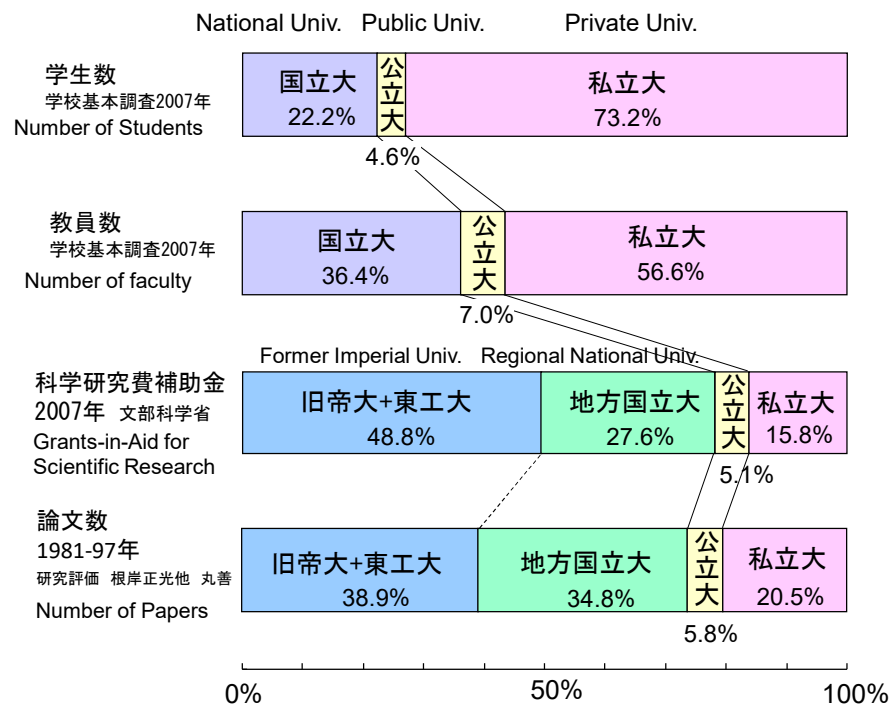 National Univ. Public Univ. Private Univ.
学生数
学校基本調査2007年
Number of Students
国立大
22.2%
公立大
4.6%
私立大
73.2%
教員数
学校基本調査2007年
Number of faculty
国立大
36.4%
公立大
7.0%
私立大
56.6%
Former Imperial Univ. Regional National Univ.
科学研究費補助金
2007年 文部科学省
Grants-in-Aid for
Scientific Research
旧帝大+東工大
48.8%
地方国立大
27.6%
公立大
5.1%
私立大
15.8%
論文数
1981-97年
研究評価 根岸正光他 丸善
Number of Papers
旧帝大+東工大
38.9%
地方国立大
34.8%
公立大
5.8%
私立大
20.5%
0% 50% 100%